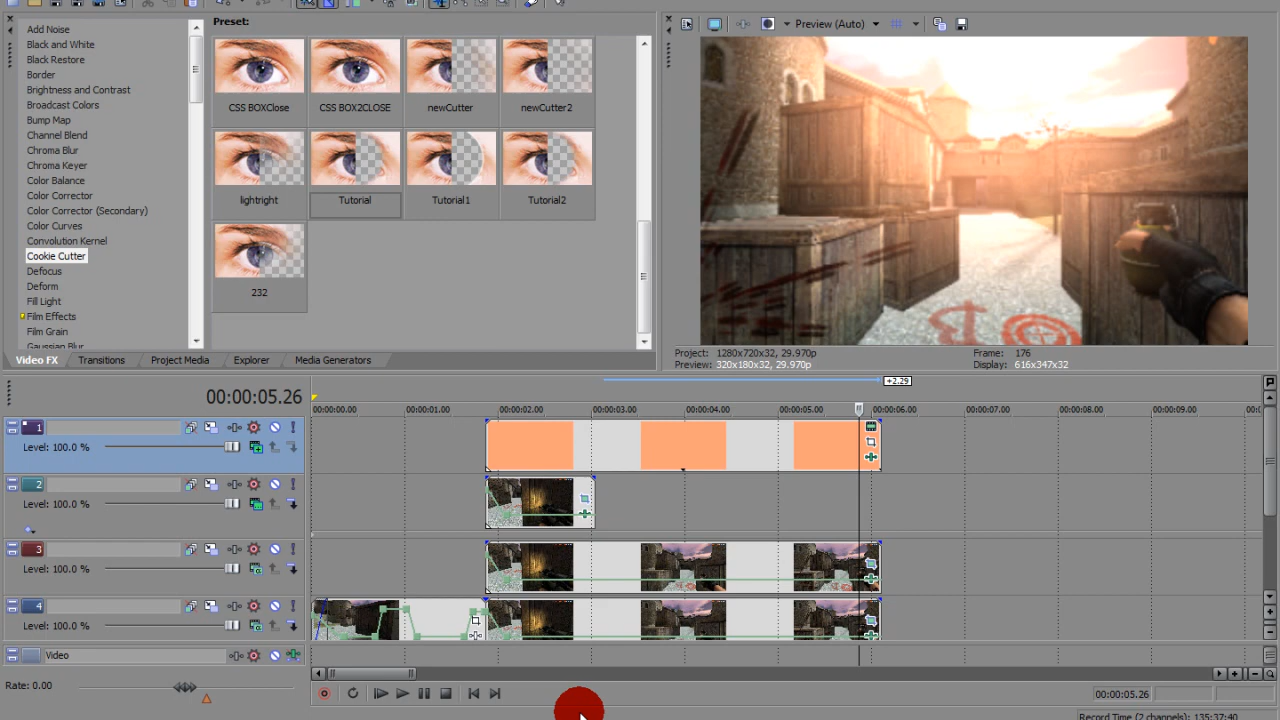 Add Noise
Black and White
Black Restore
Border
Brightness and Contrast
Broadcast Colors
Bump Map
Channel Blend
Chroma Blur
Chroma Keyer
Color Balance
Color Corrector
Color Corrector (Secondary)
Color Curves
Convolution Kernel
Cookie Cutter
Defocus
Deform
Fill Light
Film Effects
Film Grain
Gaussian Blur
Preset:
CSS BOXClose
CSS BOX2CLOSE
newCutter
newCutter2
lightright
Tutorial
Tutorial1
Tutorial2
232
Video FX
Transitions
Project Media
Explorer
Media Generators
Preview (Auto)
Project: 1280x720x32, 29.970p
Frame: 176
Preview: 320x180x32, 29.970p
Display: 616x347x32
+2.29
00:00:05.26
00:00:00.00
00:00:01.00
00:00:02.00
00:00:03.00
00:00:04.00
00:00:05.00
00:00:06.00
00:00:07.00
00:00:08.00
00:00:09.00
1
Level: 100.0 %
2
Level: 100.0 %
3
Level: 100.0 %
4
Level: 100.0 %
Video
Rate: 0.00
00:00:05.26
Record Time (2 channels): 135:37:40